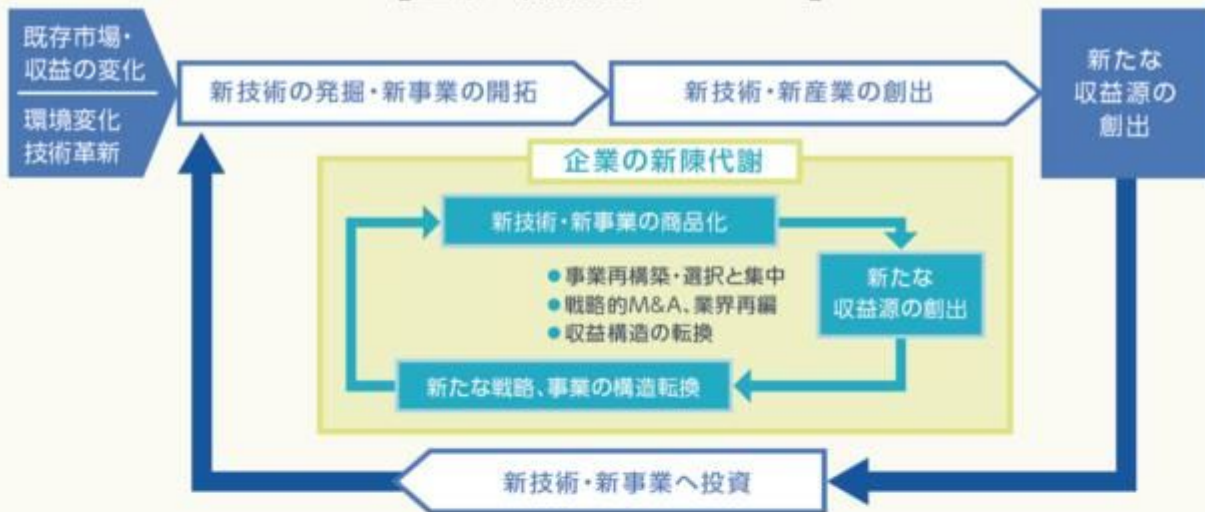 既存市場・
収益の変化
環境変化
技術革新
新技術の発掘・新事業の開拓
新技術・新産業の創出
新たな
収益源の
創出
企業の新陳代謝
新技術・新事業の商品化
●事業再構築・選択と集中
●戦略的M&A、業界再編
●収益構造の転換
新たな
収益源の創出
新たな戦略、事業の構造転換
新技術・新事業へ投資